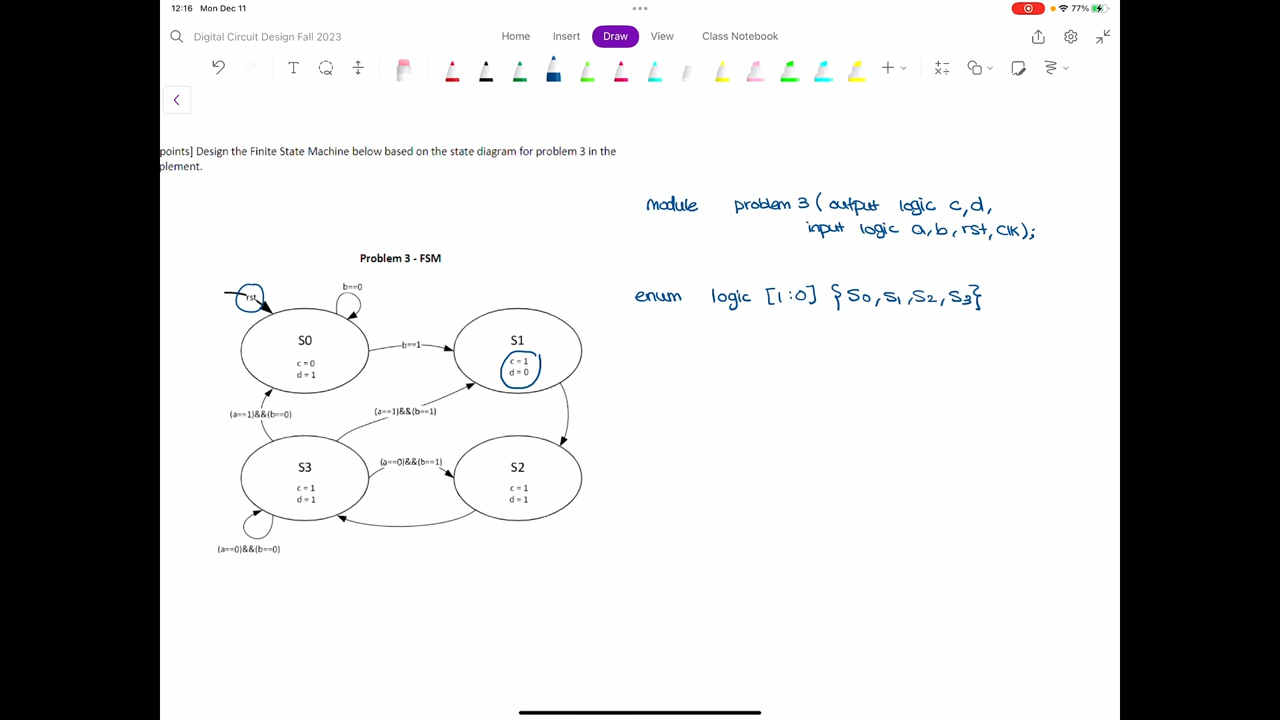 12:16 Mon Dec 11
77%
Digital Circuit Design Fall 2023
Home Insert Draw View Class Notebook
points] Design the Finite State Machine below based on the state diagram for problem 3 in the
plement.
module problem 3 ( output logic c,d,
input logic a,b,rst,clk);
Problem 3 - FSM
enum logic [1:0] {S0,S1,S2,S3}
rst
b==0
S0
c = 0
d = 1
b==1
S1
c = 1
d = 0
(a==1)&&(b==0)
(a==1)&&(b==1)
S3
c = 1
d = 1
(a==0)&&(b==1)
S2
c = 1
d = 1
(a==0)&&(b==0)